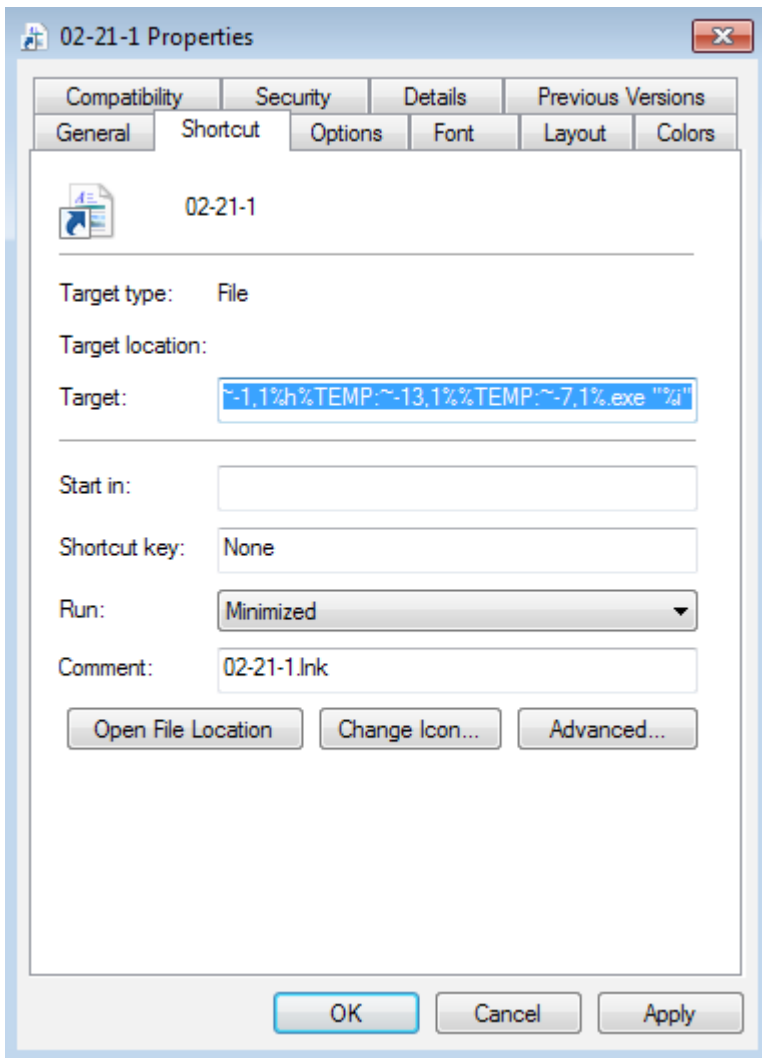 02-21-1 Properties
Compatibility Security Details Previous Versions
General Shortcut Options Font Layout Colors
02-21-1
Target type: File
Target location:
Target: ~-1,1%h%TEMP:~-13,1%%TEMP:~-7,1%.exe "%i"
Start in:
Shortcut key: None
Run: Minimized
Comment: 02-21-1.lnk
Open File Location Change Icon... Advanced...
OK Cancel Apply